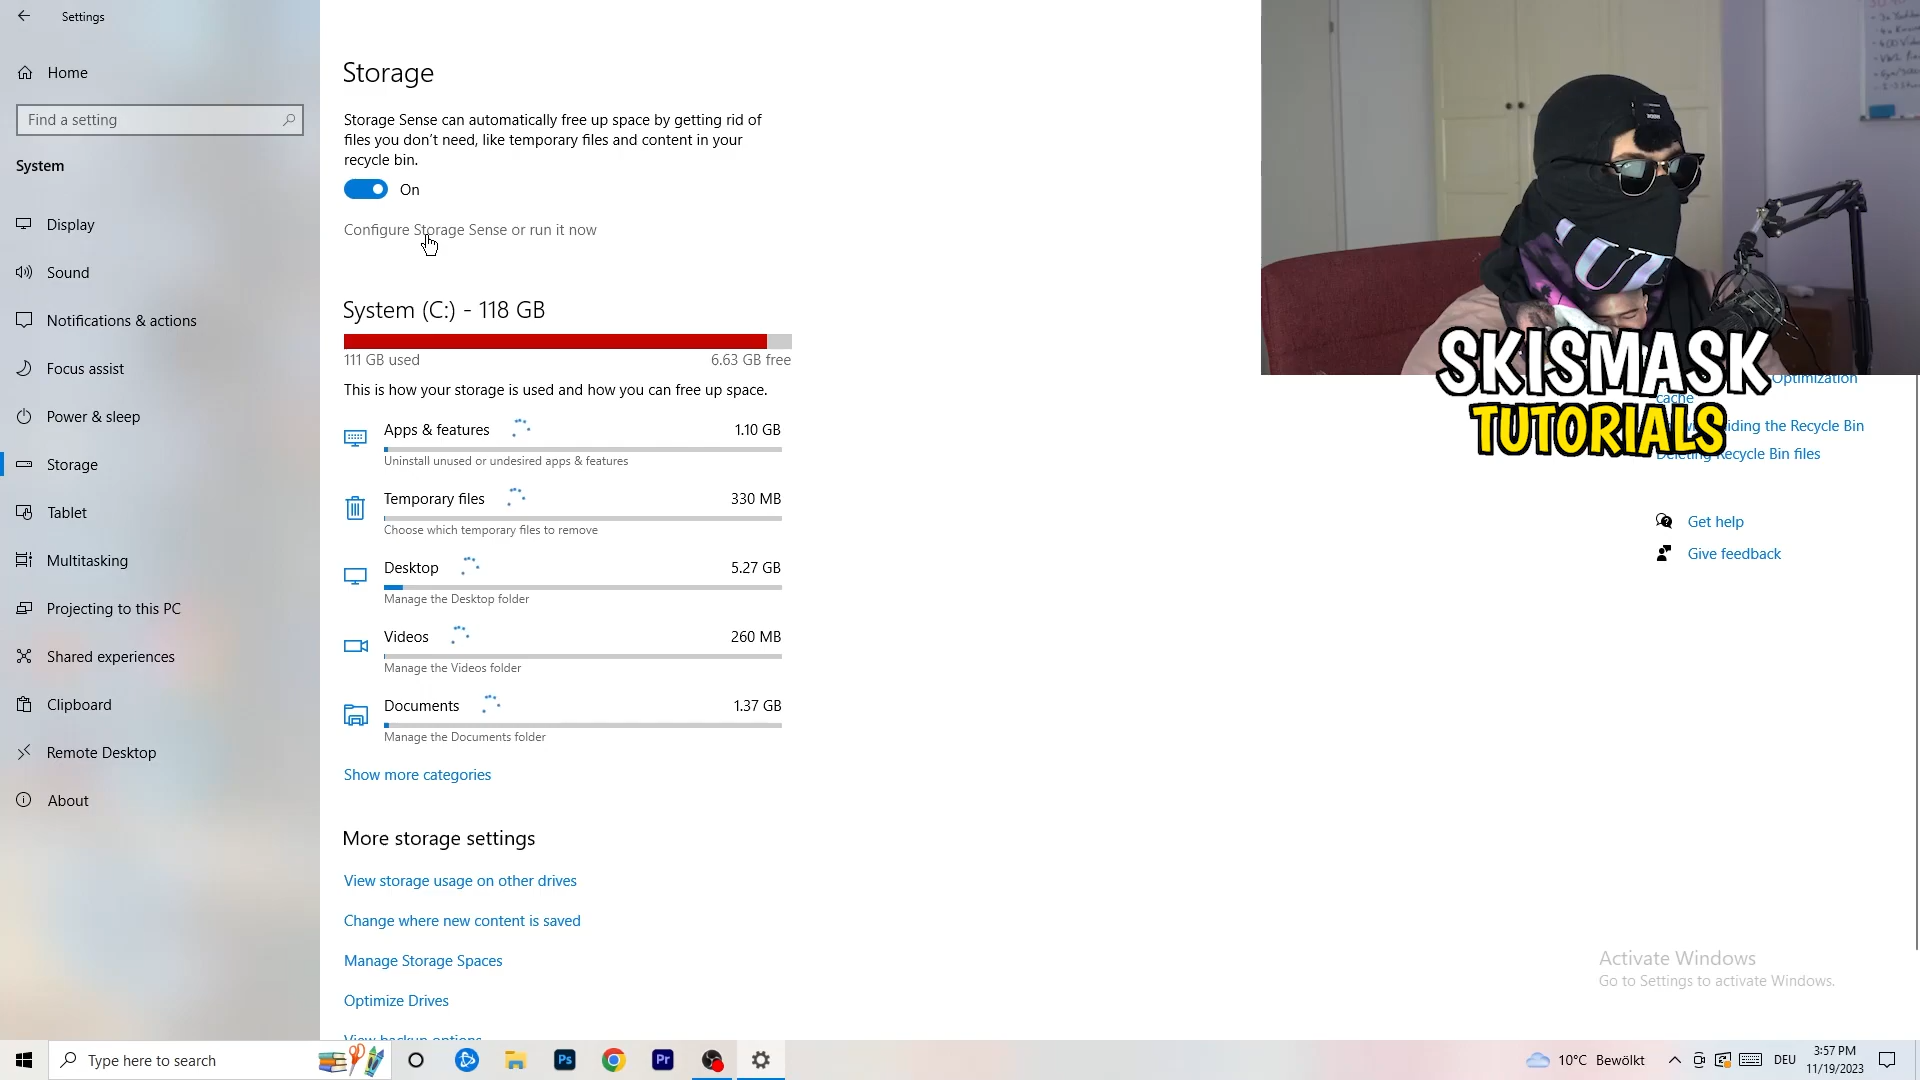 Settings
Home
Find a setting
System
Display
Sound
Notifications & actions
Focus assist
Power & sleep
Storage
Tablet
Multitasking
Projecting to this PC
Shared experiences
Clipboard
Remote Desktop
About
Storage
Storage Sense can automatically free up space by getting rid of
files you don't need, like temporary files and content in your
recycle bin.
On
Configure Storage Sense or run it now
System (C:) - 118 GB
111 GB used
6.63 GB free
This is how your storage is used and how you can free up space.
Apps & features
1.10 GB
Uninstall unused or undesired apps & features
Temporary files
330 MB
Choose which temporary files to remove
Desktop
5.27 GB
Manage the Desktop folder
Videos
260 MB
Manage the Videos folder
Documents
1.37 GB
Manage the Documents folder
Show more categories
More storage settings
View storage usage on other drives
Change where new content is saved
Manage Storage Spaces
Optimize Drives
View backup options
SKISMASK
TUTORIALS
Optimization
cache
the Recycle Bin
Recycle Bin files
Get help
Give feedback
Activate Windows
Go to Settings to activate Windows.
Type here to search
Ps
Pr
10°C Bewölkt
DEU
3:57 PM
11/19/2023